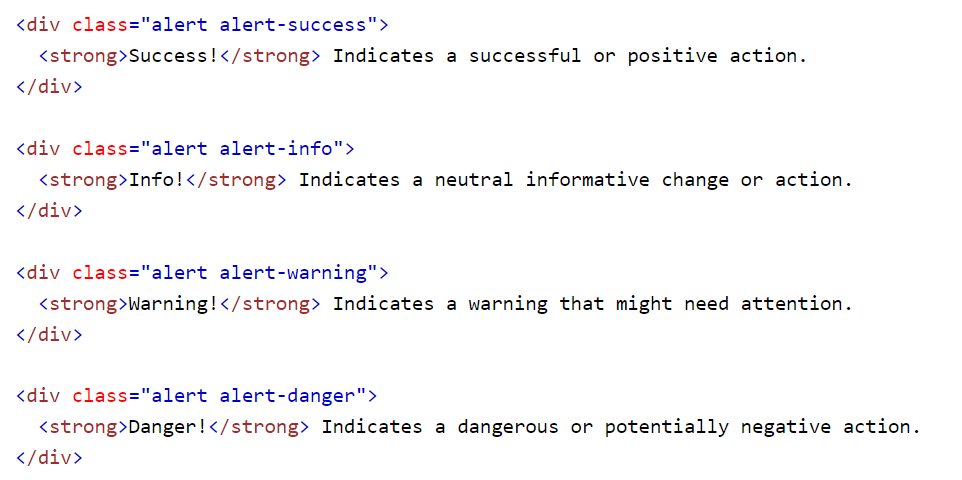 <div class="alert alert-success">
  <strong>Success!</strong> Indicates a successful or positive action.
</div>

<div class="alert alert-info">
  <strong>Info!</strong> Indicates a neutral informative change or action.
</div>

<div class="alert alert-warning">
  <strong>Warning!</strong> Indicates a warning that might need attention.
</div>

<div class="alert alert-danger">
  <strong>Danger!</strong> Indicates a dangerous or potentially negative action.
</div>